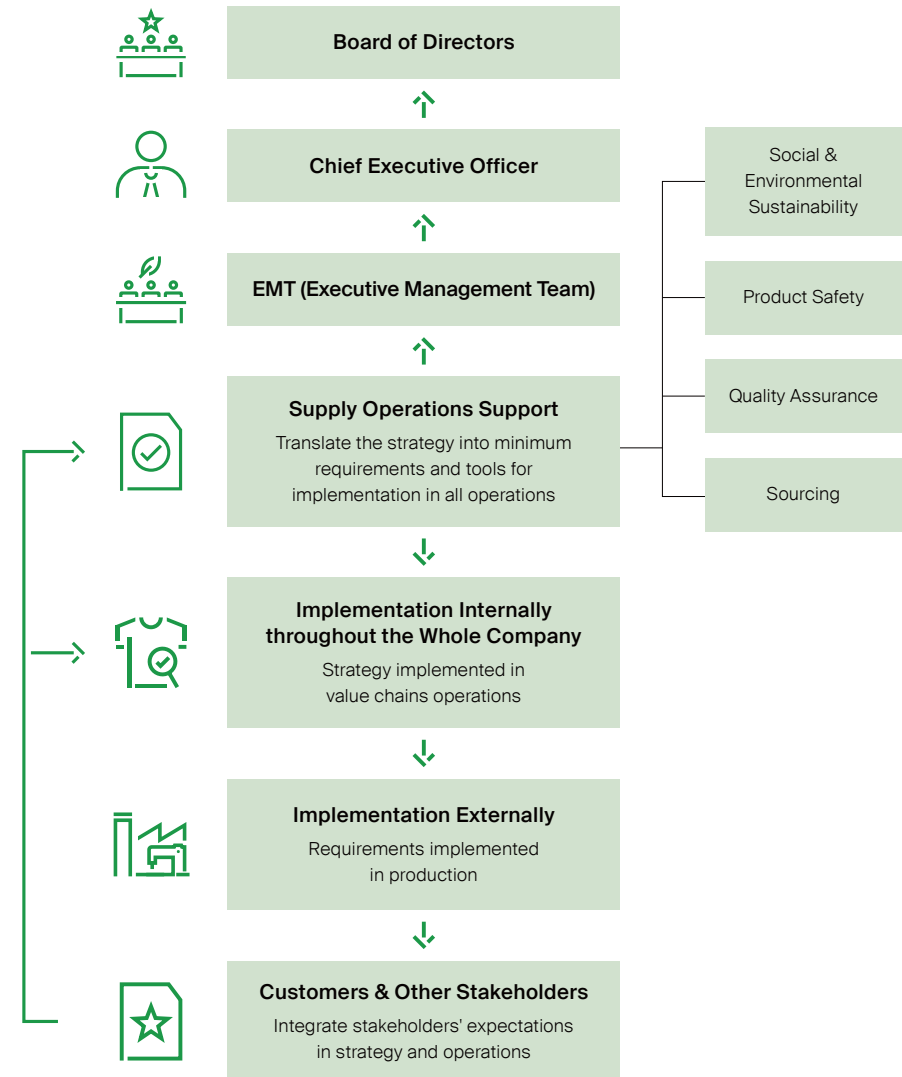 Board of Directors
Chief Executive Officer
EMT (Executive Management Team)
Supply Operations Support
Translate the strategy into minimum
requirements and tools for
implementation in all operations
Social &
Environmental
Sustainability
Product Safety
Quality Assurance
Sourcing
Implementation Internally
throughout the Whole Company
Strategy implemented in
value chains operations
Implementation Externally
Requirements implemented
in production
Customers & Other Stakeholders
Integrate stakeholders' expectations
in strategy and operations